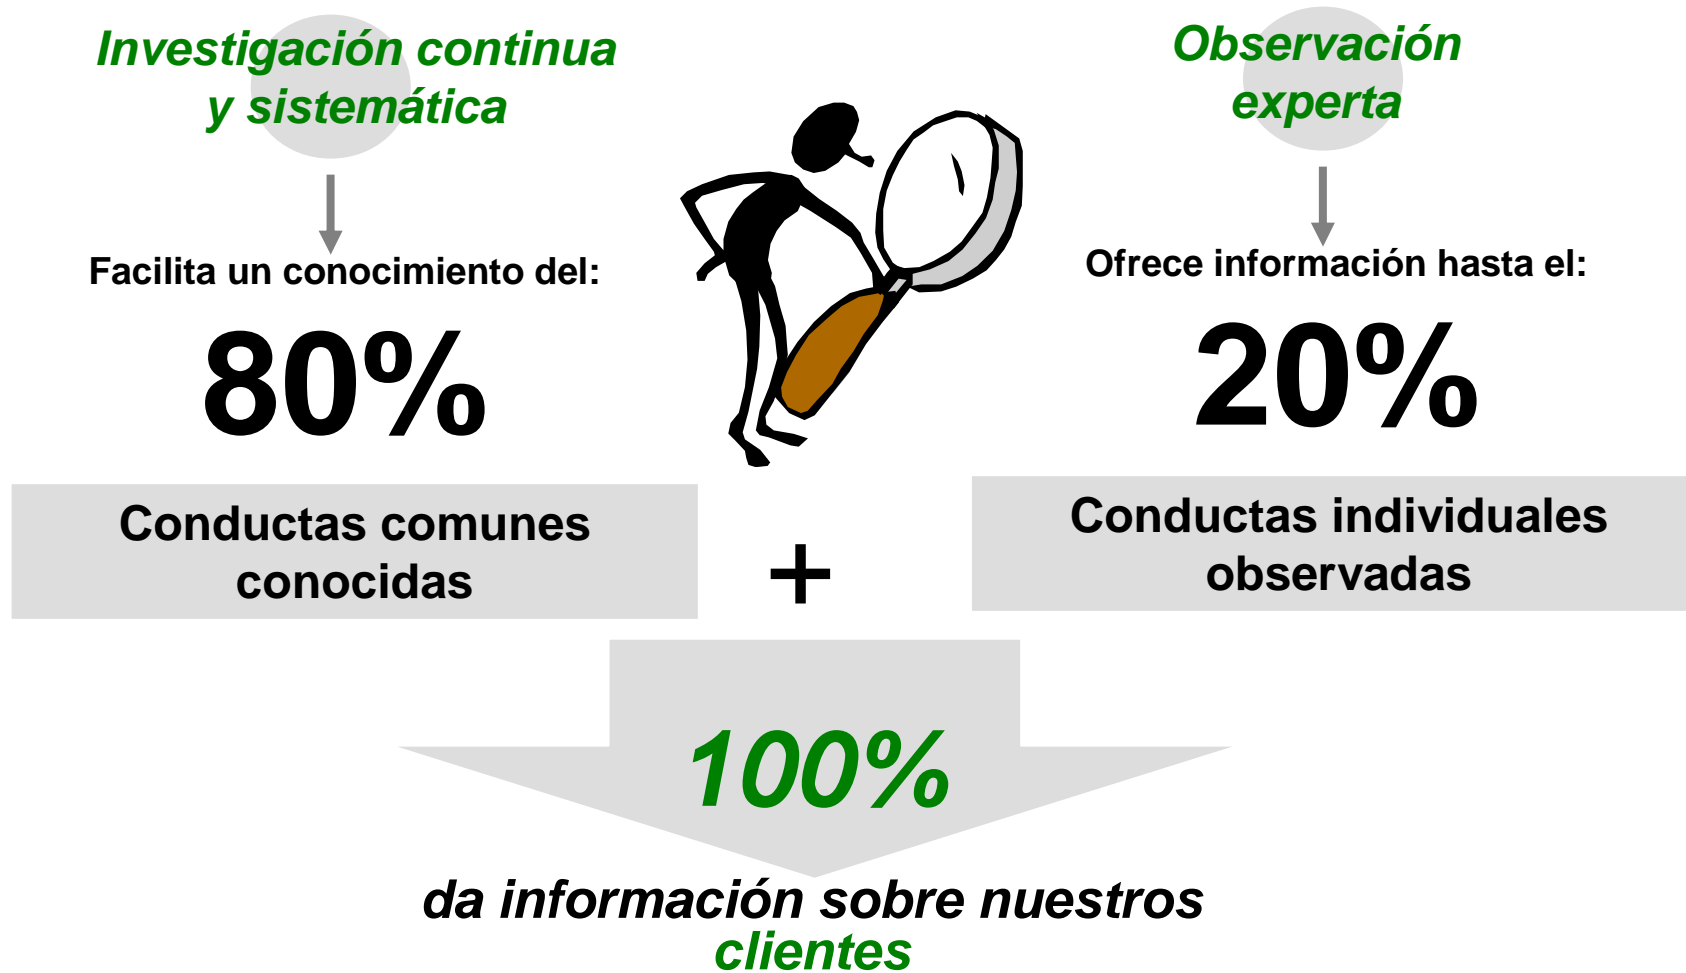 Investigación continua
y sistemática
Facilita un conocimiento del:
80%
Conductas comunes
conocidas
+
Observación
experta
Ofrece información hasta el:
20%
Conductas individuales
observadas
100%
da información sobre nuestros
clientes